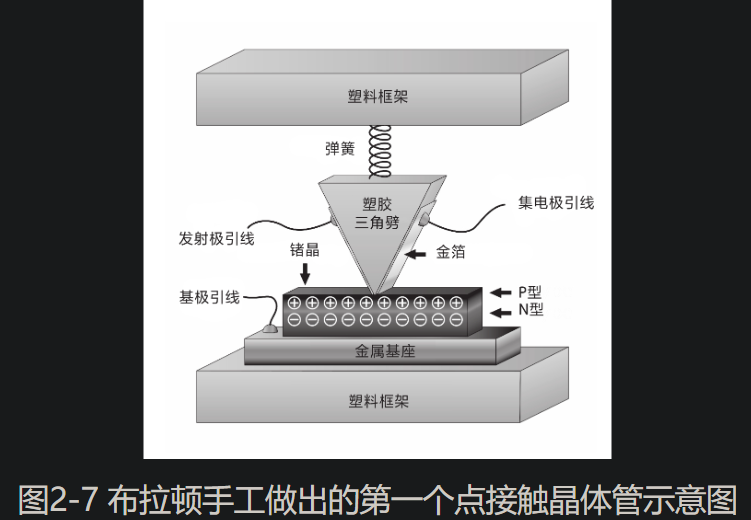 塑料框架
弹簧
塑胶
三角劈
集电极引线
发射极引线
锗晶
金箔
基极引线
P型
N型
金属基座
塑料框架
图2-7 布拉顿手工做出的第一个点接触晶体管示意图